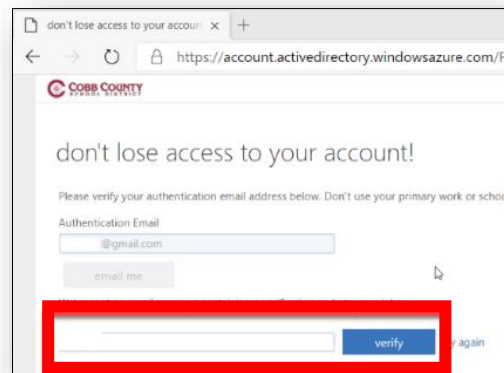 don't lose access to your accoun
https://account.activedirectory.windowsazure.com/
COBB COUNTY
SCHOOL DISTRICT
don't lose access to your account!
Please verify your authentication email address below. Don't use your primary work or
Authentication Email
@gmail.com
email me
verify
again